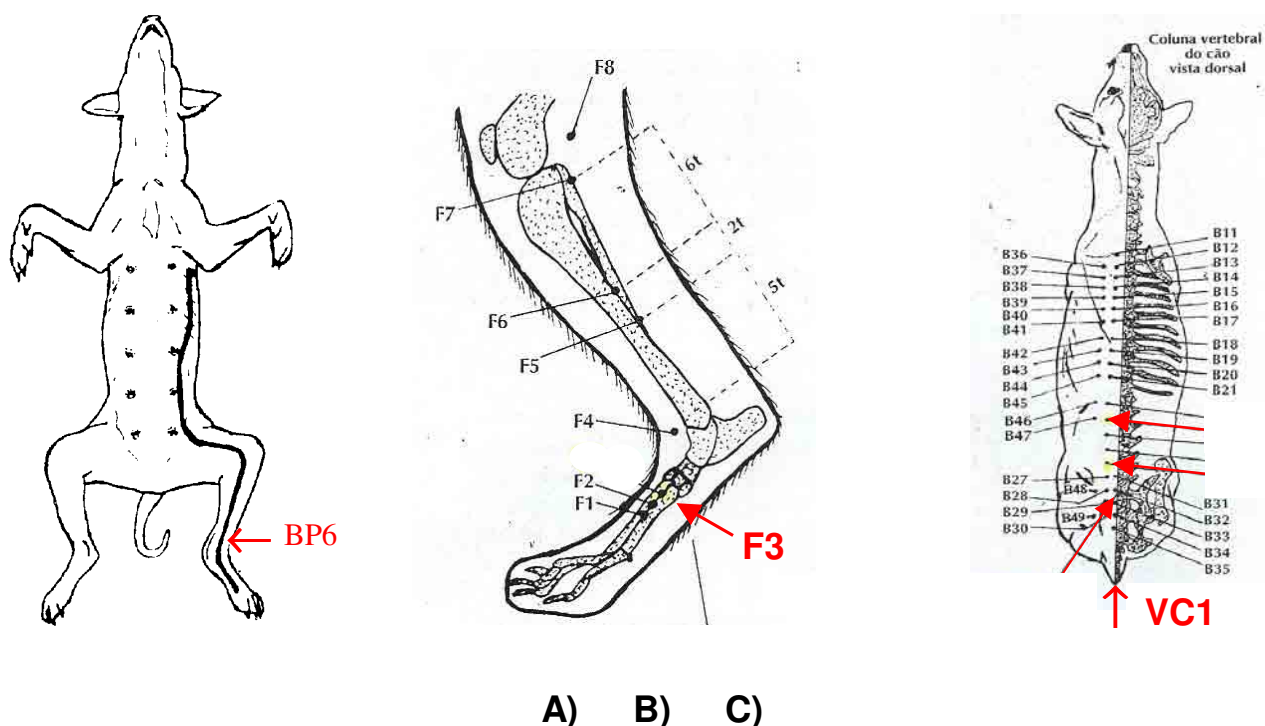 BP6
F8
6t
F7
2t
5t
F6
F5
F4
F2
F1
F3
Coluna vertebral
do cão
vista dorsal
B11
B12
B13
B14
B15
B16
B17
B18
B19
B20
B21
B36
B37
B38
B39
B40
B41
B42
B43
B44
B45
B46
B47
B27
B48
B28
B29
B49
B30
B31
B32
B33
B34
B35
VC1
A) B) C)